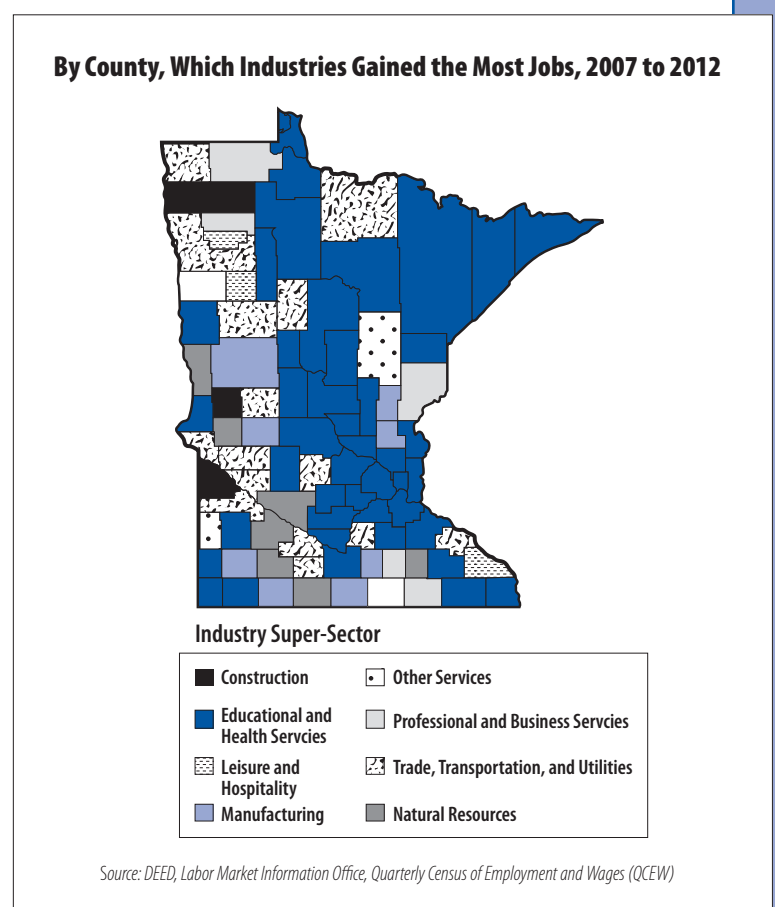 By County, Which Industries Gained the Most Jobs, 2007 to 2012
Industry Super-Sector
Construction
Educational and
Health Servcies
Leisure and
Hospitality
Manufacturing
Other Services
Professional and Business Servcies
Trade, Transportation, and Utilities
Natural Resources
Source: DEED, Labor Market Information Office, Quarterly Census of Employment and Wages (QCEW)